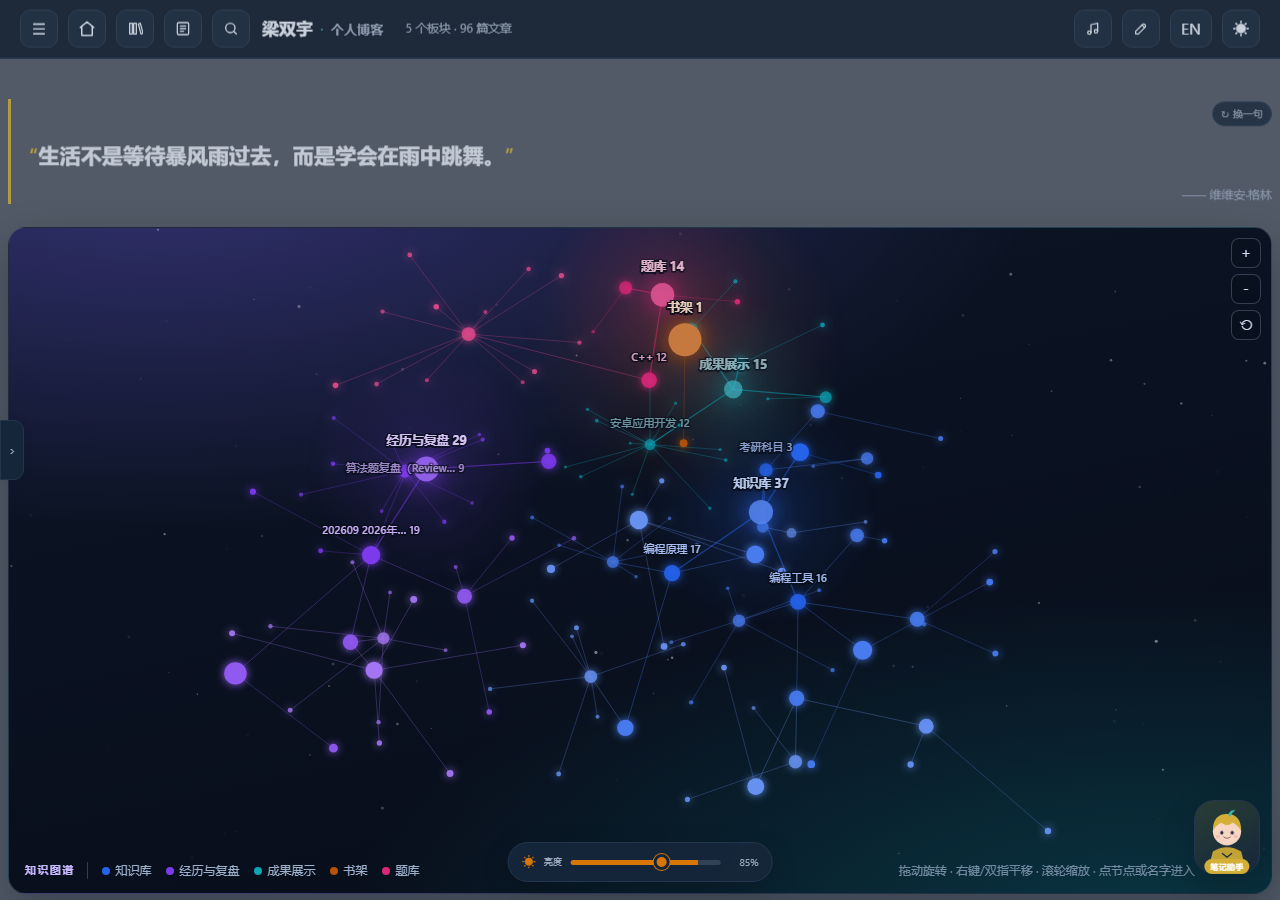 梁双宇 · 个人博客 5 个板块 · 96 篇文章 EN
↻ 换一句
“生活不是等待暴风雨过去，而是学会在雨中跳舞。”
—— 维维安·格林
+
-
题库 14
书架 1
C++ 12
成果展示 15
安卓应用开发 12
经历与复盘 29
考研科目 3
算法题复盘（Review... 9
知识库 37
202609 2026年... 19
编程原理 17
编程工具 16
知识图谱 知识库 经历与复盘 成果展示 书架 题库
亮度 85%
拖动旋转 · 右键/双指平移 · 滚轮缩放 · 点节点或名字进入
笔记助手